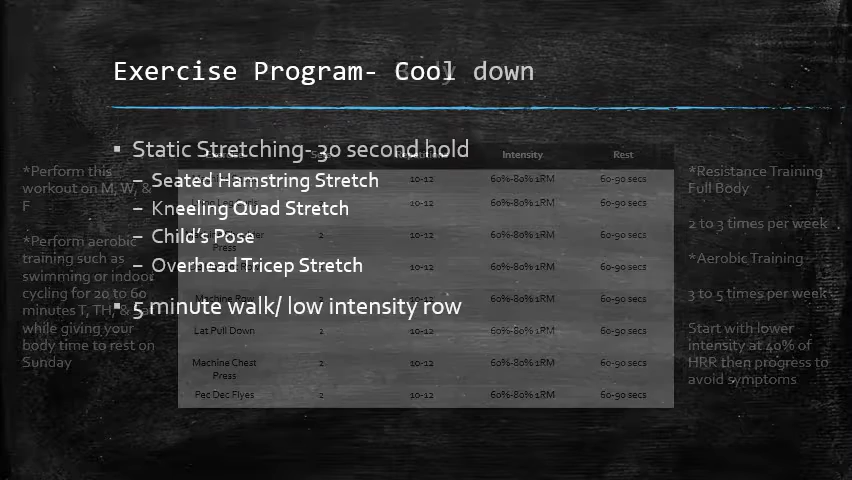 Exercise Program- Cool down
▪ Static Stretching- 30 second hold
– Seated Hamstring Stretch
– Kneeling Quad Stretch
– Child's Pose
– Overhead Tricep Stretch
▪ 5 minute walk/ low intensity row
*Perform this
workout on M, W, &
F
*Perform aerobic
training such as
swimming or indoor
cycling for 20 to 60
minutes T, TH, &
while giving your
body time to rest on
Sunday
Intensity Rest
10-12 60%-80% 1RM 60-90 secs
10-12 60%-80% 1RM 60-90 secs
2 10-12 60%-80% 1RM 60-90 secs
Press
2 10-12 60%-80% 1RM 60-90 secs
Machine Row 2 10-12 60%-80% 1RM 60-90 secs
Lat Pull Down 2 10-12 60%-80% 1RM 60-90 secs
Machine Chest
Press 2 10-12 60%-80% 1RM 60-90 secs
Pec Dec Flyes 2 10-12 60%-80% 1RM 60-90 secs
*Resistance Training
Full Body
2 to 3 times per week
*Aerobic Training
3 to 5 times per week
Start with lower
intensity at 40% of
HRR then progress to
avoid symptoms